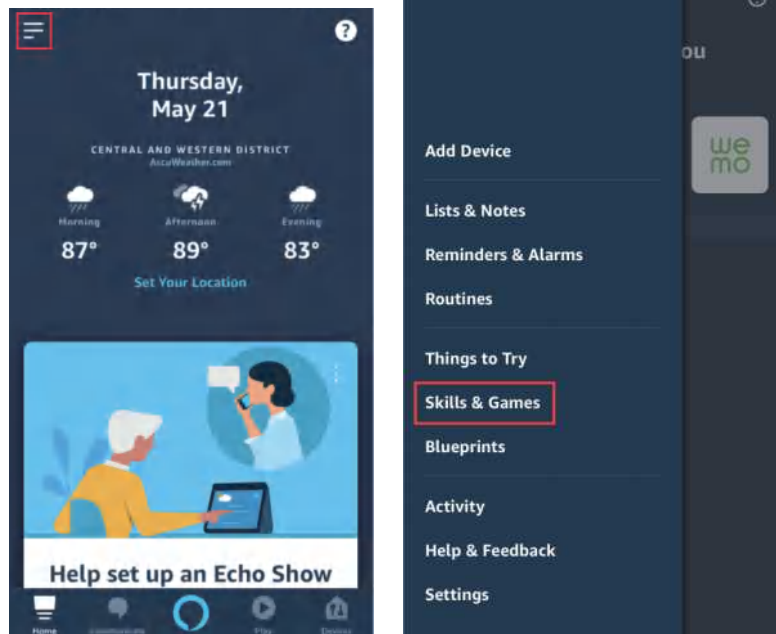 ?
Thursday,
May 21
CENTRAL AND WESTERN DISTRICT
AccuWeather.com
Morning
Afternoon
Evening
87°
89°
83°
Set Your Location
Help set up an Echo Show
Home
Communicate
Play
Devices
ou
we
mo
Add Device
Lists & Notes
Reminders & Alarms
Routines
Things to Try
Skills & Games
Blueprints
Activity
Help & Feedback
Settings